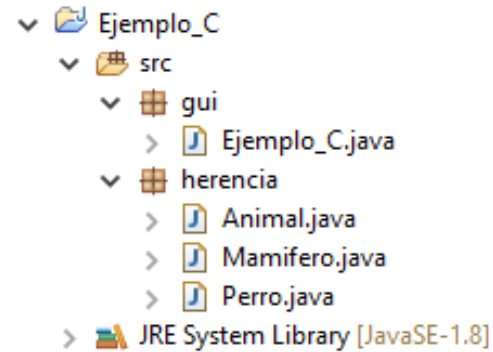 Ejemplo_C
src
gui
Ejemplo_C.java
herencia
Animal.java
Mamifero.java
Perro.java
JRE System Library [JavaSE-1.8]